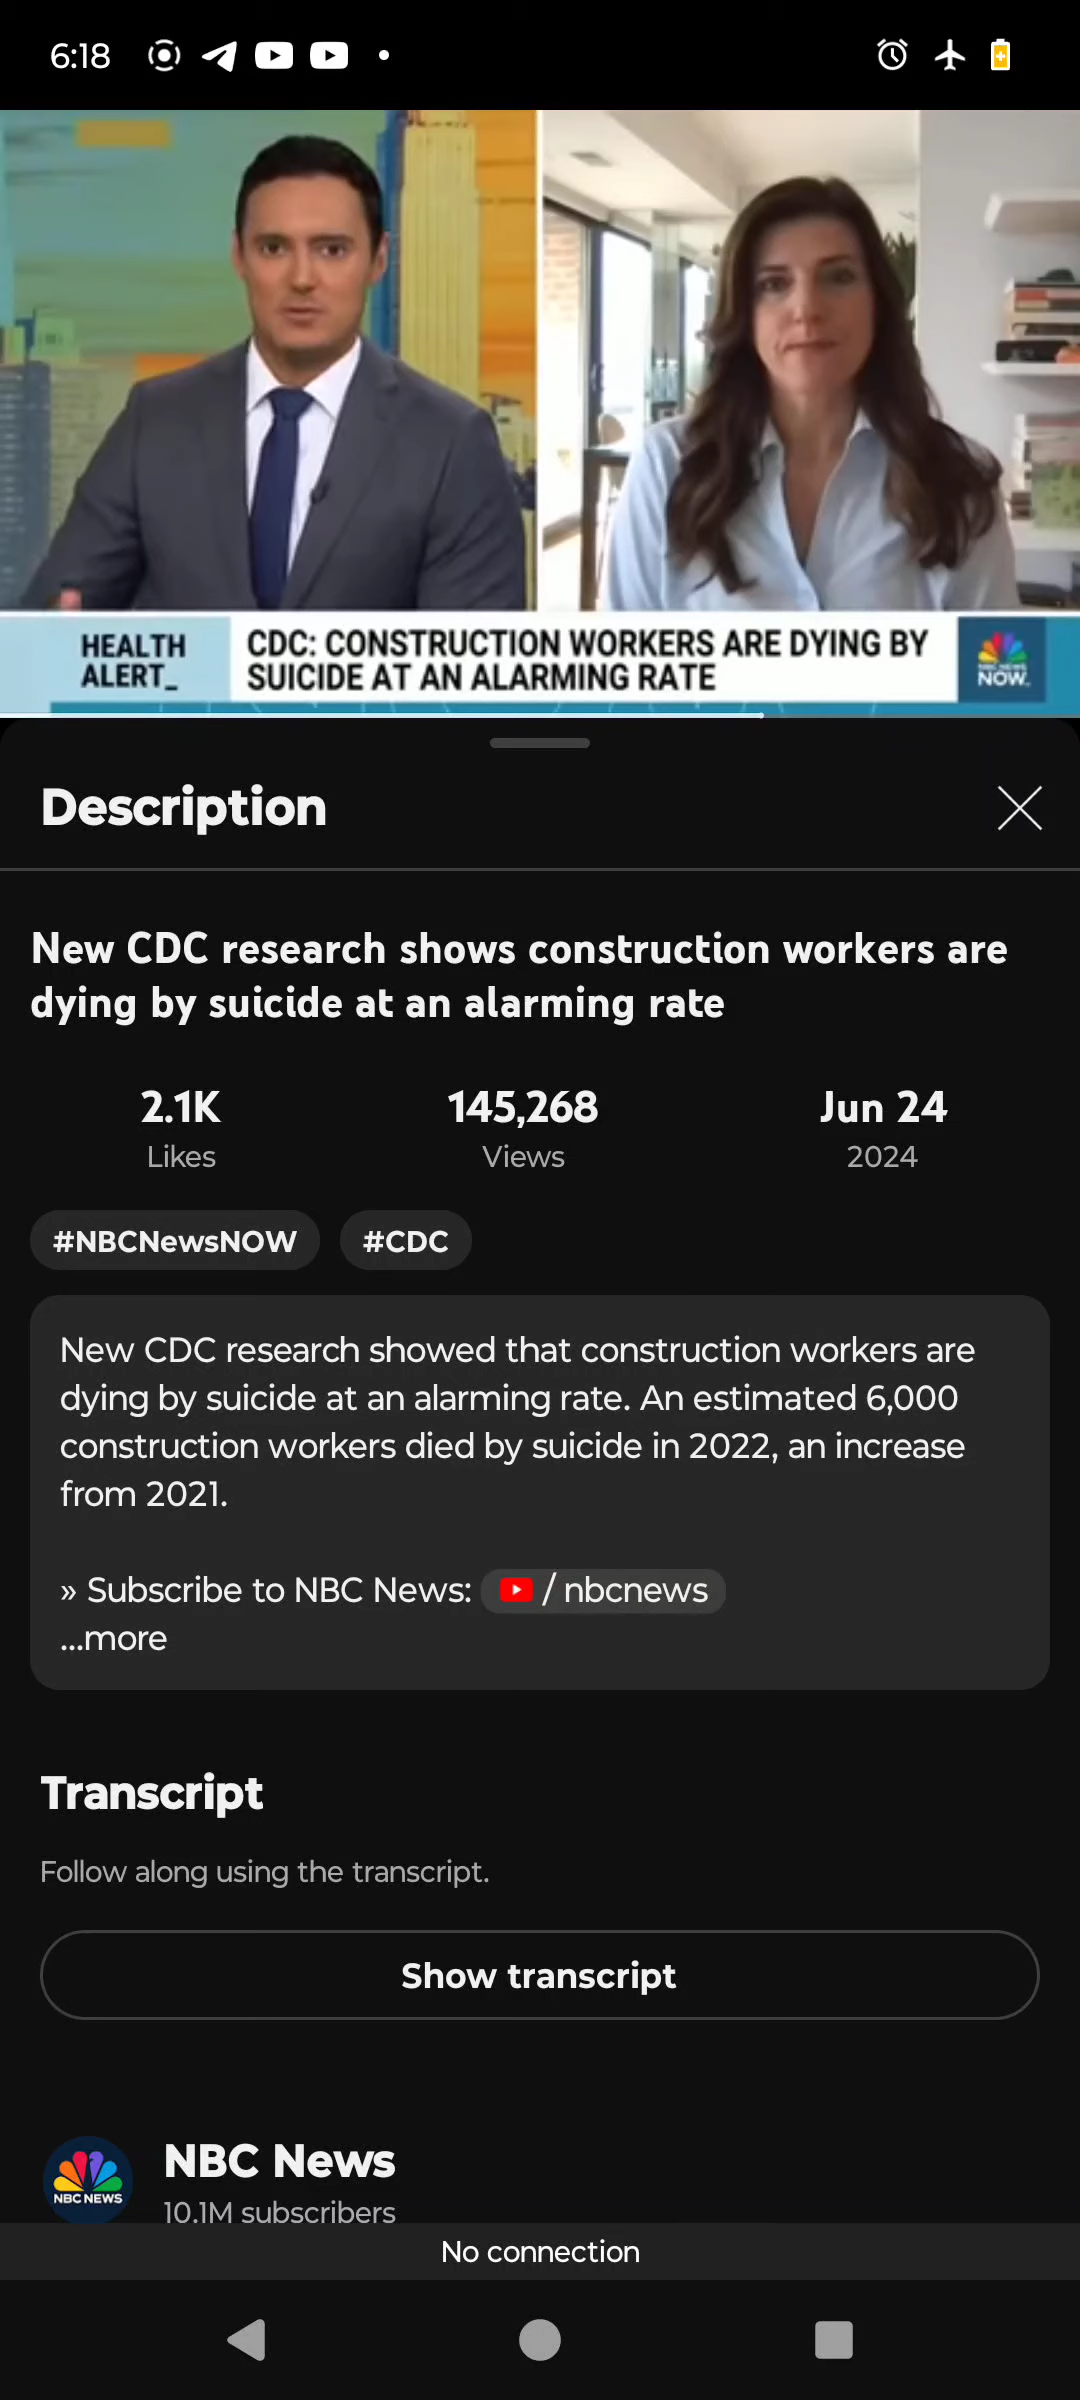 6:18
HEALTH
ALERT_
CDC: CONSTRUCTION WORKERS ARE DYING BY
SUICIDE AT AN ALARMING RATE
NBC NEWS
NOW.
Description
New CDC research shows construction workers are
dying by suicide at an alarming rate
2.1K
Likes
145,268
Views
Jun 24
2024
#NBCNewsNOW
#CDC
New CDC research showed that construction workers are
dying by suicide at an alarming rate. An estimated 6,000
construction workers died by suicide in 2022, an increase
from 2021.
» Subscribe to NBC News: / nbcnews
...more
Transcript
Follow along using the transcript.
Show transcript
NBC NEWS
NBC News
10.1M subscribers
No connection